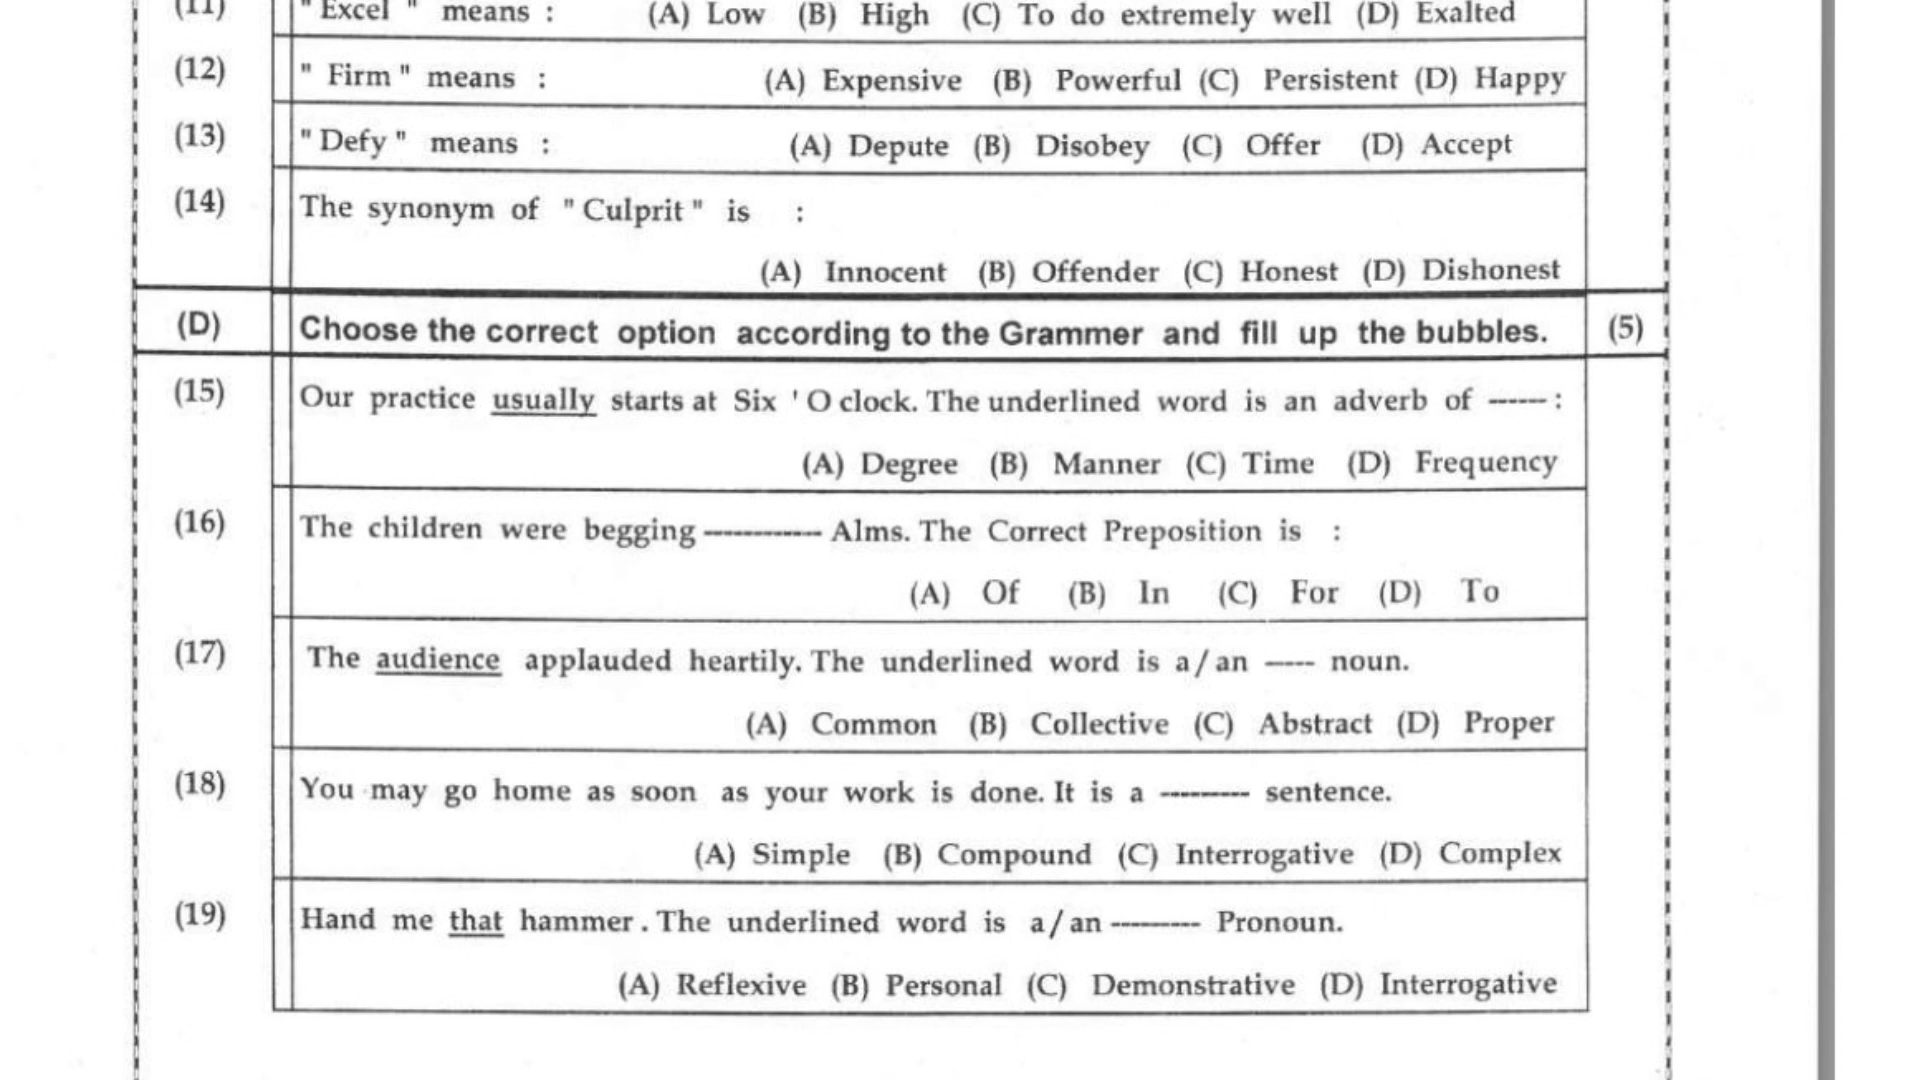 (11) " Excel " means : (A) Low (B) High (C) To do extremely well (D) Exalted
(12) " Firm " means : (A) Expensive (B) Powerful (C) Persistent (D) Happy
(13) " Defy " means : (A) Depute (B) Disobey (C) Offer (D) Accept
(14) The synonym of " Culprit " is :
(A) Innocent (B) Offender (C) Honest (D) Dishonest
(D) Choose the correct option according to the Grammer and fill up the bubbles. (5)
(15) Our practice usually starts at Six ' O clock. The underlined word is an adverb of ------ :
(A) Degree (B) Manner (C) Time (D) Frequency
(16) The children were begging ------------ Alms. The Correct Preposition is :
(A) Of (B) In (C) For (D) To
(17) The audience applauded heartily. The underlined word is a/an ----- noun.
(A) Common (B) Collective (C) Abstract (D) Proper
(18) You may go home as soon as your work is done. It is a --------- sentence.
(A) Simple (B) Compound (C) Interrogative (D) Complex
(19) Hand me that hammer . The underlined word is a/an --------- Pronoun.
(A) Reflexive (B) Personal (C) Demonstrative (D) Interrogative